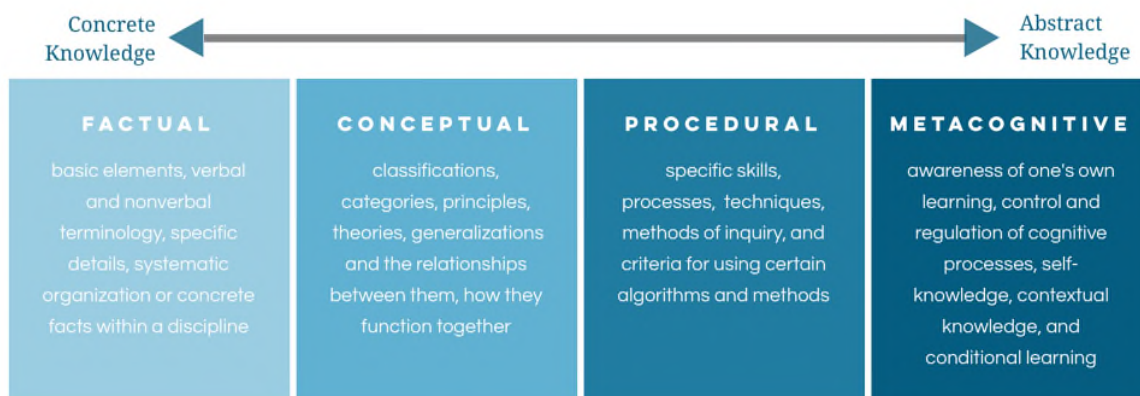 Concrete
Knowledge
Abstract
Knowledge
FACTUAL
basic elements, verbal
and nonverbal
terminology, specific
details, systematic
organization or concrete
facts within a discipline
CONCEPTUAL
classifications,
categories, principles,
theories, generalizations
and the relationships
between them, how they
function together
PROCEDURAL
specific skills,
processes, techniques,
methods of inquiry, and
criteria for using certain
algorithms and methods
METACOGNITIVE
awareness of one's own
learning, control and
regulation of cognitive
processes, self-
knowledge, contextual
knowledge, and
conditional learning